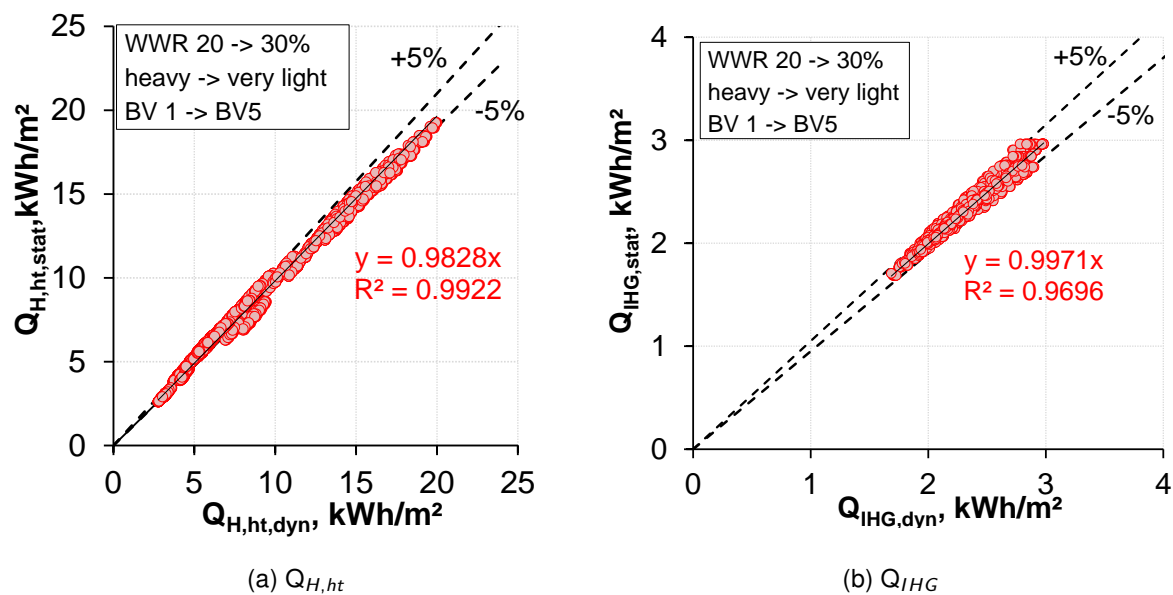 WWR 20 -> 30%
heavy -> very light
BV 1 -> BV5
+5%
-5%
y = 0.9828x
R² = 0.9922
Q_H,ht,stat, kWh/m²
25
20
15
10
5
0
0 5 10 15 20 25
Q_H,ht,dyn, kWh/m²
(a) Q_H,ht
WWR 20 -> 30%
heavy -> very light
BV 1 -> BV5
+5%
-5%
y = 0.9971x
R² = 0.9696
Q_IHG,stat, kWh/m²
4
3
2
1
0
0 1 2 3 4
Q_IHG,dyn, kWh/m²
(b) Q_IHG